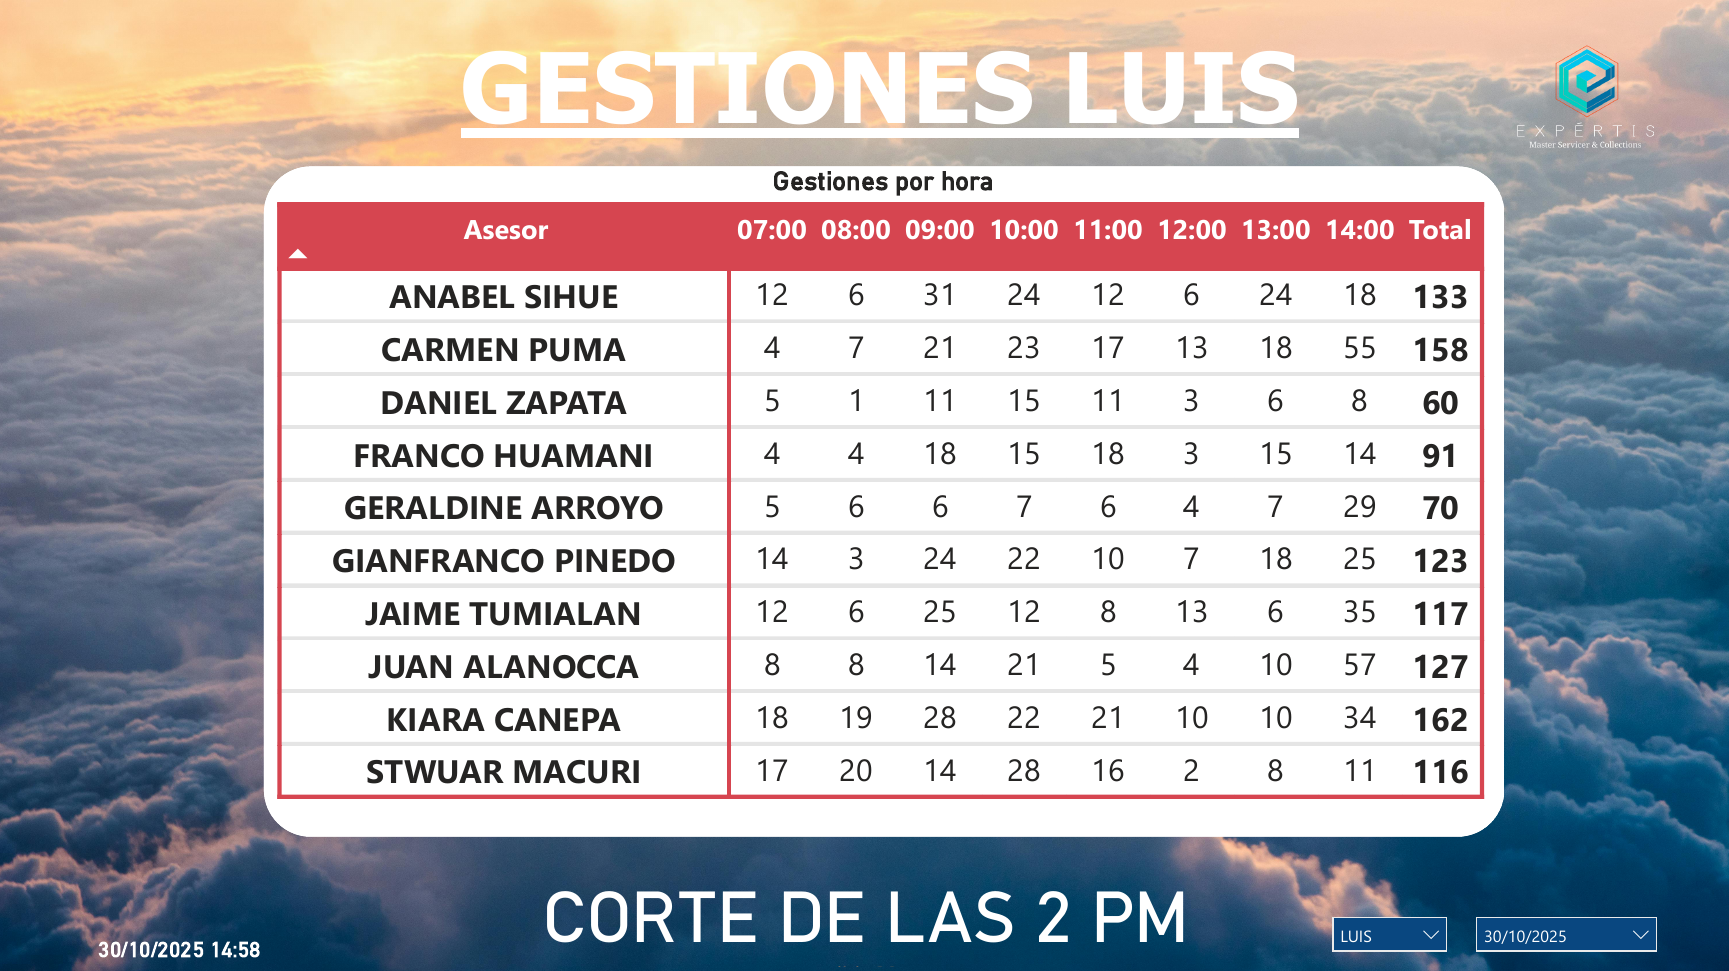 GESTIONES LUIS
EXPÉRTIS
Master Servicer & Collections
Gestiones por hora
Asesor 07:00 08:00 09:00 10:00 11:00 12:00 13:00 14:00 Total
ANABEL SIHUE 12 6 31 24 12 6 24 18 133
CARMEN PUMA 4 7 21 23 17 13 18 55 158
DANIEL ZAPATA 5 1 11 15 11 3 6 8 60
FRANCO HUAMANI 4 4 18 15 18 3 15 14 91
GERALDINE ARROYO 5 6 6 7 6 4 7 29 70
GIANFRANCO PINEDO 14 3 24 22 10 7 18 25 123
JAIME TUMIALAN 12 6 25 12 8 13 6 35 117
JUAN ALANOCCA 8 8 14 21 5 4 10 57 127
KIARA CANEPA 18 19 28 22 21 10 10 34 162
STWUAR MACURI 17 20 14 28 16 2 8 11 116
CORTE DE LAS 2 PM
30/10/2025 14:58
LUIS
30/10/2025